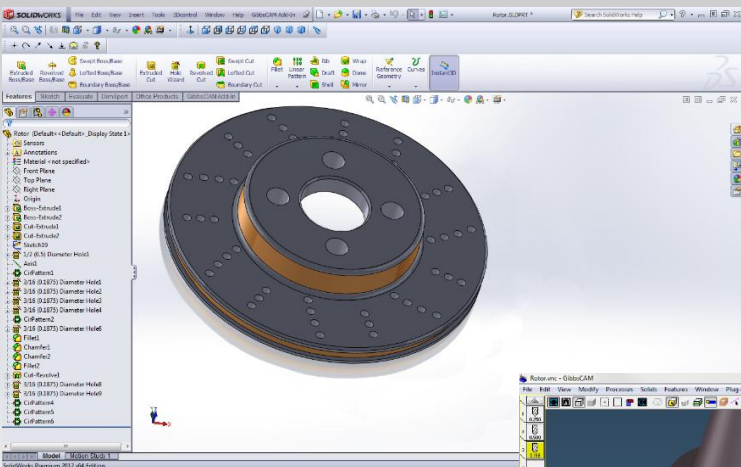 SOLIDWORKS File Edit View Insert Tools 3Dcontrol Window Help GibbsCAM Add-In Rotor.SLDPRT * Search SolidWorks Help
Extruded Boss/Base
Revolved Boss/Base
Swept Boss/Base
Lofted Boss/Base
Boundary Boss/Base
Extruded Cut
Hole Wizard
Revolved Cut
Swept Cut
Lofted Cut
Boundary Cut
Fillet
Linear Pattern
Rib
Draft
Shell
Wrap
Dome
Mirror
Reference Geometry
Curves
Instant3D
Features Sketch Evaluate DimXpert Office Products GibbsCAM Add-In
Rotor (Default<<Default>_Display State 1>
Sensors
Annotations
Material <not specified>
Front Plane
Top Plane
Right Plane
Origin
Boss-Extrude1
Boss-Extrude2
Cut-Extrude1
Cut-Extrude2
Sketch19
1/2 (0.5) Diameter Hole1
Axis1
CirPattern1
3/16 (0.1875) Diameter Hole1
3/16 (0.1875) Diameter Hole2
3/16 (0.1875) Diameter Hole3
3/16 (0.1875) Diameter Hole4
CirPattern2
3/16 (0.1875) Diameter Hole6
Fillet1
Chamfer1
Chamfer2
Fillet2
Cut-Revolve1
3/16 (0.1875) Diameter Hole8
3/16 (0.1875) Diameter Hole9
CirPattern4
CirPattern5
CirPattern6
Model Motion Study 1
SolidWorks Premium 2012 x64 Edition
Rotor.vnc - GibbsCAM
File Edit View Modify Processes Solids Features Window Plug-
0.250
0.500